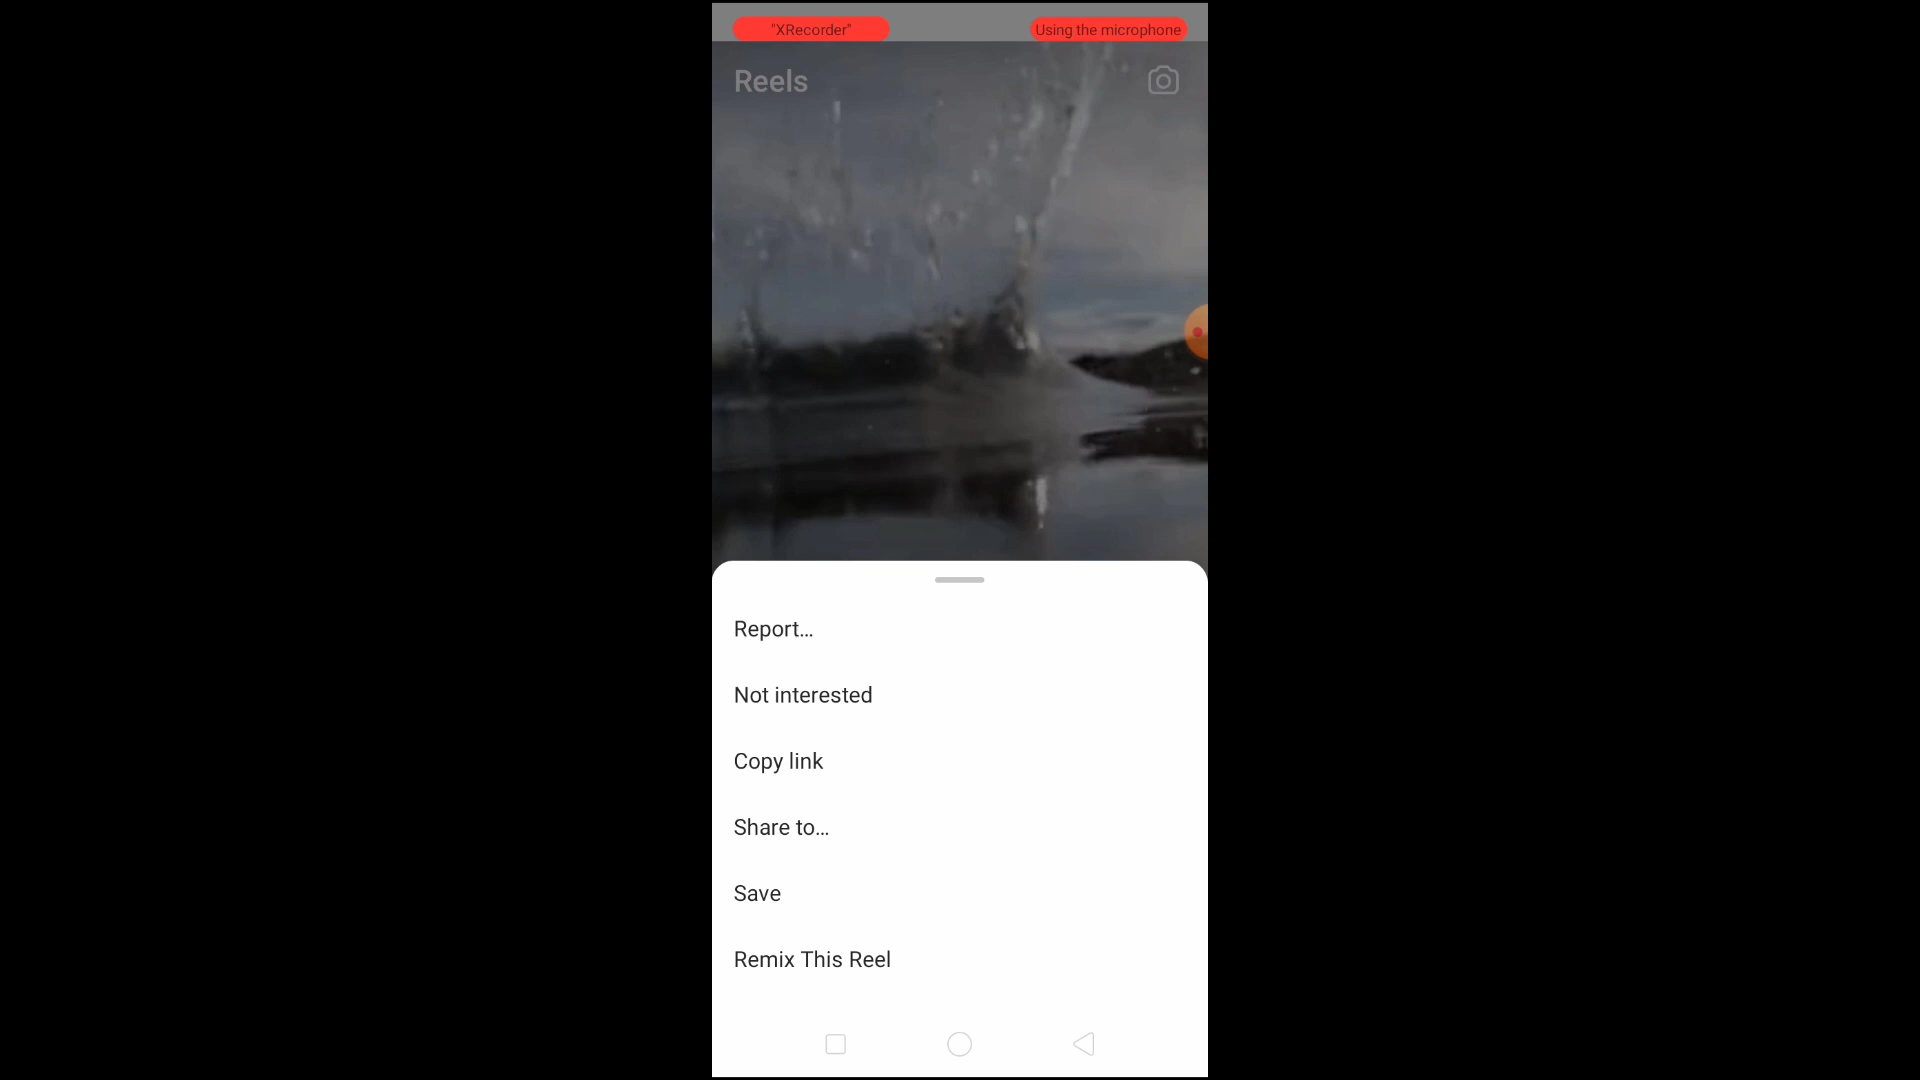 "XRecorder"
Using the microphone
Reels
Report...
Not interested
Copy link
Share to...
Save
Remix This Reel